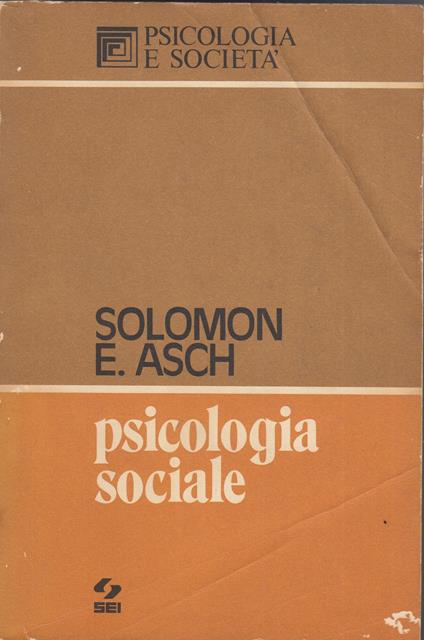 PSICOLOGIA
E SOCIETA'
SOLOMON
E. ASCH
psicologia
sociale
SEI